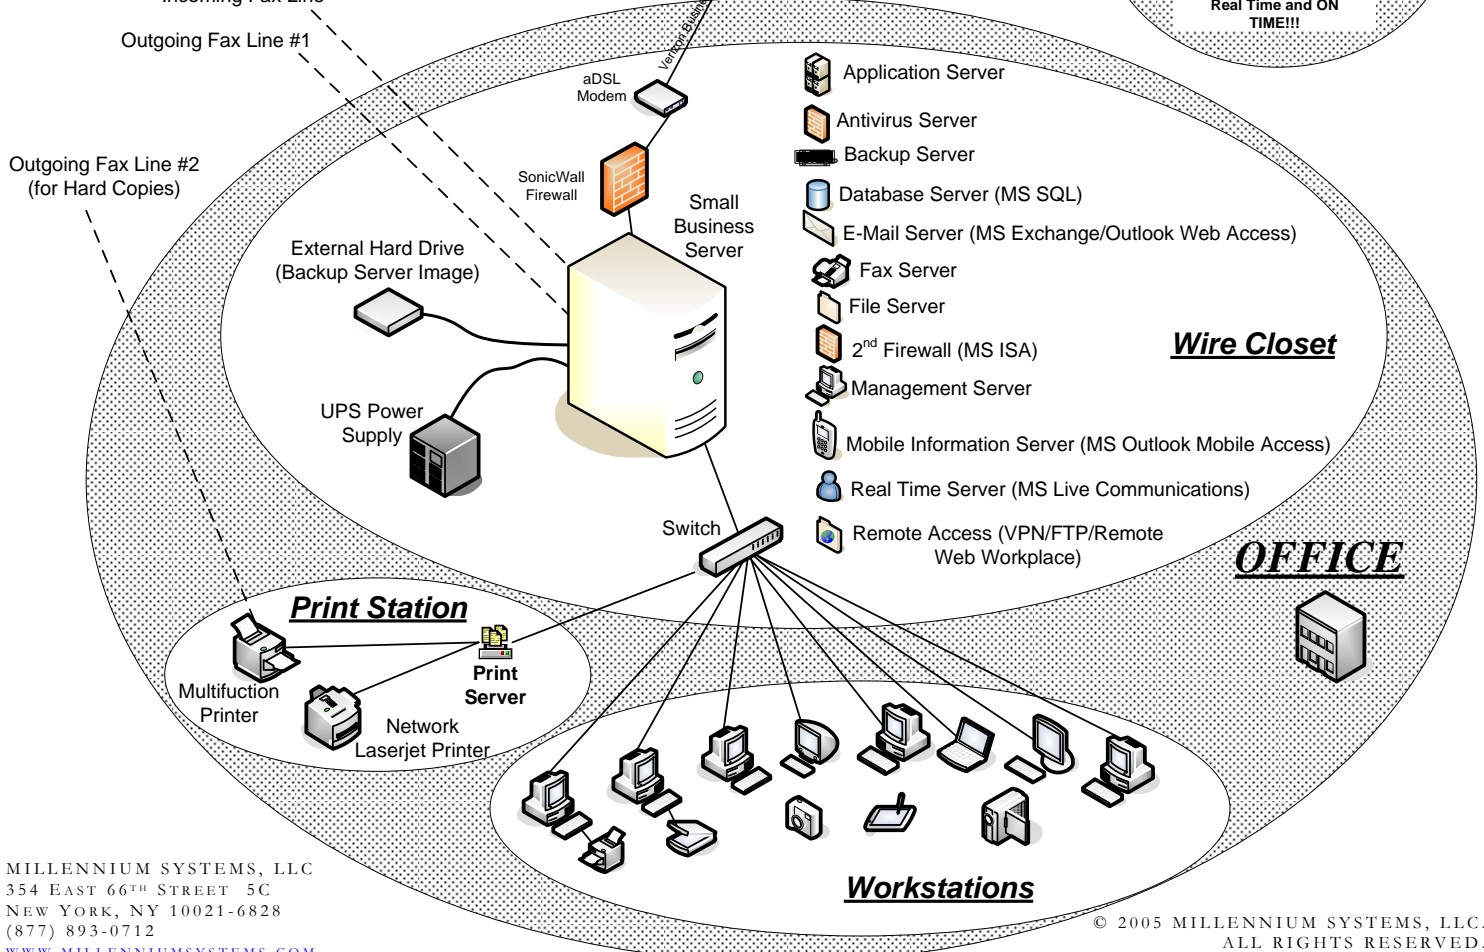 Incoming Fax Line
Real Time and ON
TIME!!!
Outgoing Fax Line #1
Verizon Busine
aDSL
Modem
Application Server
Antivirus Server
Backup Server
Outgoing Fax Line #2
(for Hard Copies)
SonicWall
Firewall
Small
Business
Server
Database Server (MS SQL)
E-Mail Server (MS Exchange/Outlook Web Access)
External Hard Drive
(Backup Server Image)
Fax Server
File Server
2nd Firewall (MS ISA)
Wire Closet
Management Server
UPS Power
Supply
Mobile Information Server (MS Outlook Mobile Access)
Real Time Server (MS Live Communications)
Switch
Remote Access (VPN/FTP/Remote
Web Workplace)
OFFICE
Print Station
Print
Server
Multifuction
Printer
Network
Laserjet Printer
Workstations
MILLENNIUM SYSTEMS, LLC
354 EAST 66TH STREET 5C
NEW YORK, NY 10021-6828
(877) 893-0712
WWW.MILLENNIUMSYSTEMS.COM
© 2005 MILLENNIUM SYSTEMS, LLC
ALL RIGHTS RESERVED.